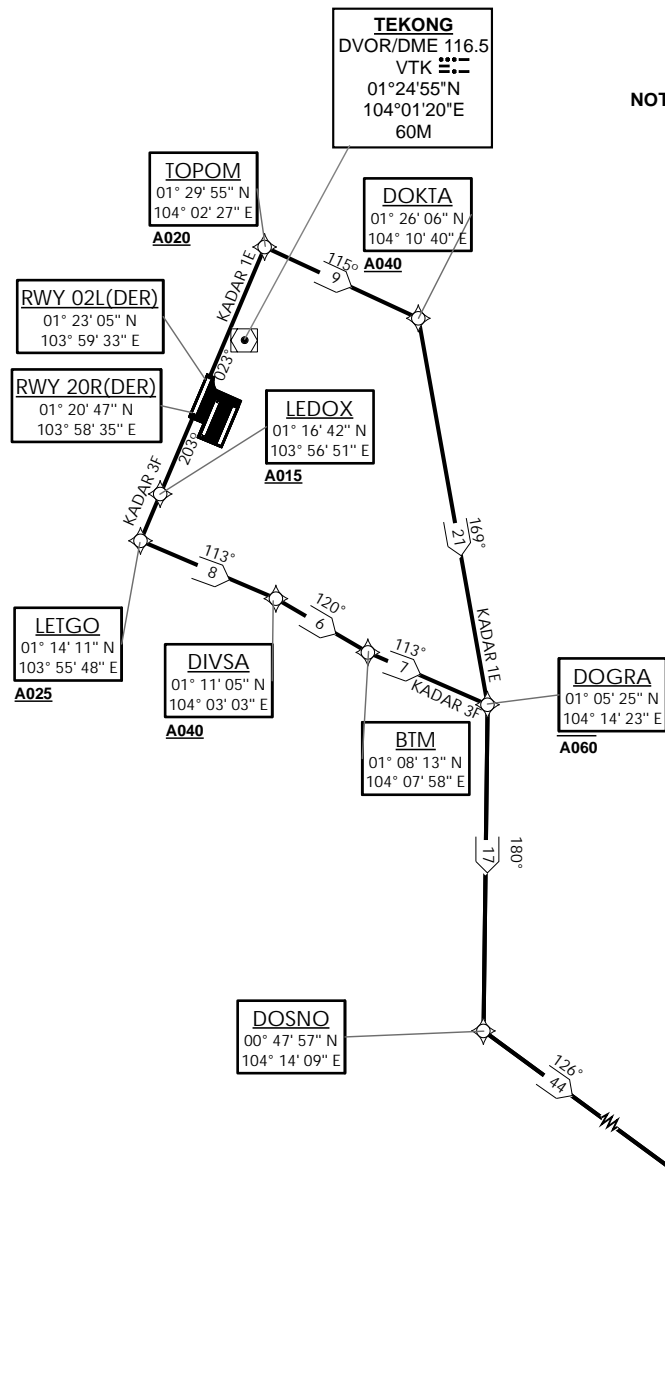 TEKONG
DVOR/DME 116.5
VTK
01°24'55"N
104°01'20"E
60M
NOT
TOPOM
01° 29' 55" N
104° 02' 27" E
A020
DOKTA
01° 26' 06" N
104° 10' 40" E
A040
115°
9
KADAR 1E
RWY 02L(DER)
01° 23' 05" N
103° 59' 33" E
023°
RWY 20R(DER)
01° 20' 47" N
103° 58' 35" E
LEDOX
01° 16' 42" N
103° 56' 51" E
A015
203°
KADAR 3F
169°
21
113°
8
120°
6
113°
7
KADAR 3F
KADAR 1E
LETGO
01° 14' 11" N
103° 55' 48" E
A025
DIVSA
01° 11' 05" N
104° 03' 03" E
A040
BTM
01° 08' 13" N
104° 07' 58" E
DOGRA
01° 05' 25" N
104° 14' 23" E
A060
180°
17
DOSNO
00° 47' 57" N
104° 14' 09" E
126°
44